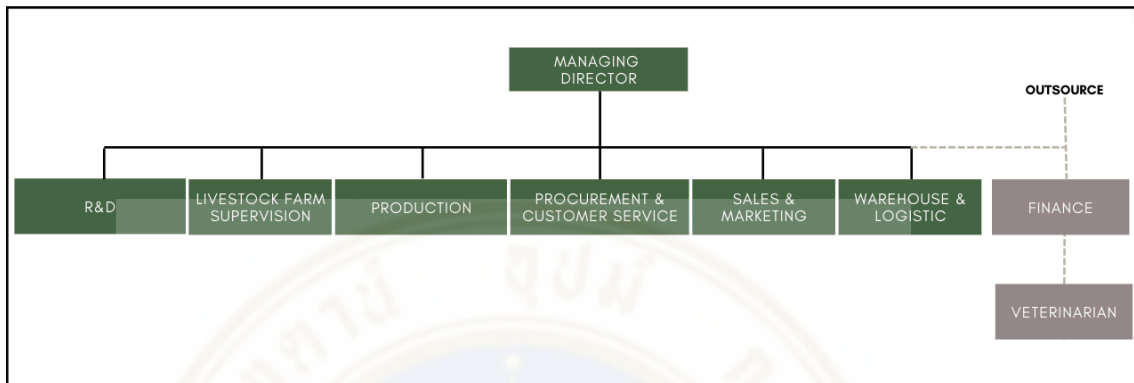 MANAGING
DIRECTOR
OUTSOURCE
R&D
LIVESTOCK FARM
SUPERVISION
PRODUCTION
PROCUREMENT &
CUSTOMER SERVICE
SALES &
MARKETING
WAREHOUSE &
LOGISTIC
FINANCE
VETERINARIAN